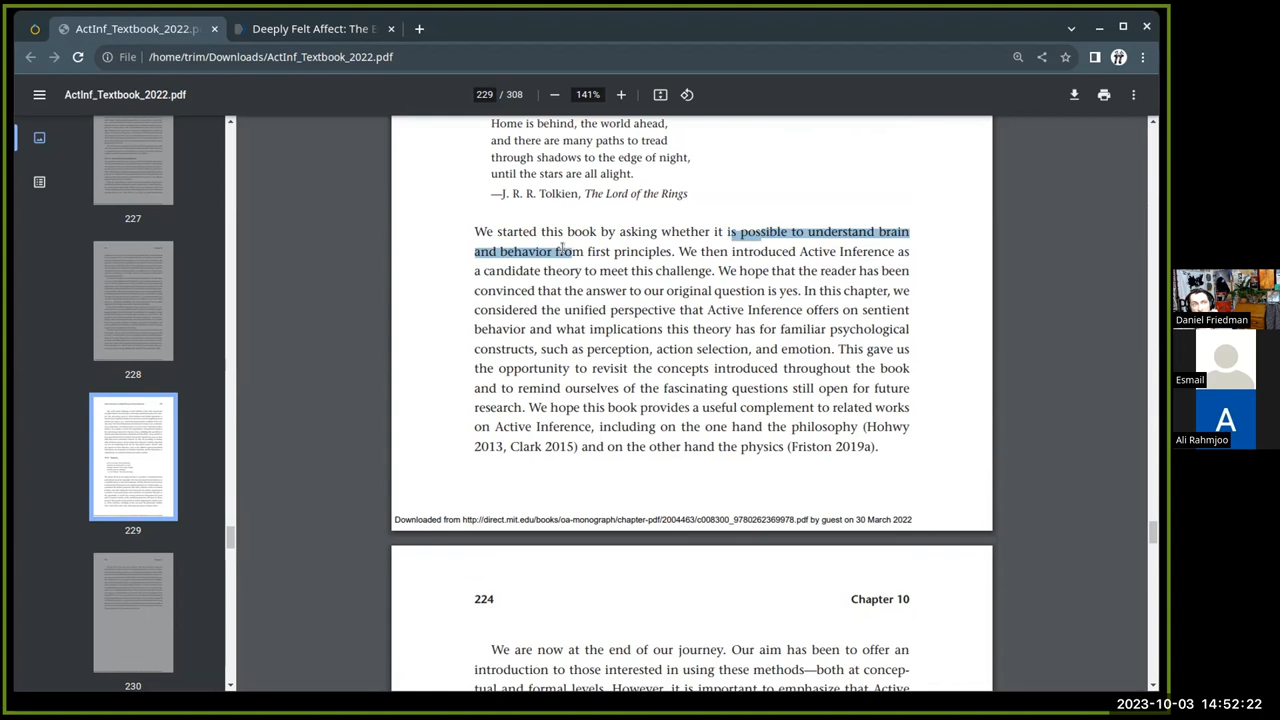 ActInf_Textbook_2022.p
Deeply Felt Affect: The E
File
/home/trim/Downloads/ActInf_Textbook_2022.pdf
ActInf_Textbook_2022.pdf
229 / 308
141%
227
228
229
230
Home is behind, the world ahead,
and there are many paths to tread
through shadows to the edge of night,
until the stars are all alight.
—J. R. R. Tolkien, The Lord of the Rings
We started this book by asking whether it is possible to understand brain
and behavior from first principles. We then introduced Active Inference as
a candidate theory to meet this challenge. We hope that the reader has been
convinced that the answer to our original question is yes. In this chapter, we
considered the unified perspective that Active Inference offers on sentient
behavior and what implications this theory has for familiar psychological
constructs, such as perception, action selection, and emotion. This gave us
the opportunity to revisit the concepts introduced throughout the book
and to remind ourselves of the fascinating questions still open for future
research. We hope this book provides a useful complement to related works
on Active Inference, including on the one hand the philosophy (Hohwy
2013, Clark 2015) and on the other hand the physics (Friston 2019a).
Downloaded from http://direct.mit.edu/books/oa-monograph/chapter-pdf/2004463/c008300_9780262369978.pdf by guest on 30 March 2022
224
Chapter 10
We are now at the end of our journey. Our aim has been to offer an
introduction to those interested in using these methods—both at concep-
tual and formal levels. However, it is important to emphasize that Active
Daniel Friedman
Esmail
A
Ali Rahmjoo
2023-10-03 14:52:22